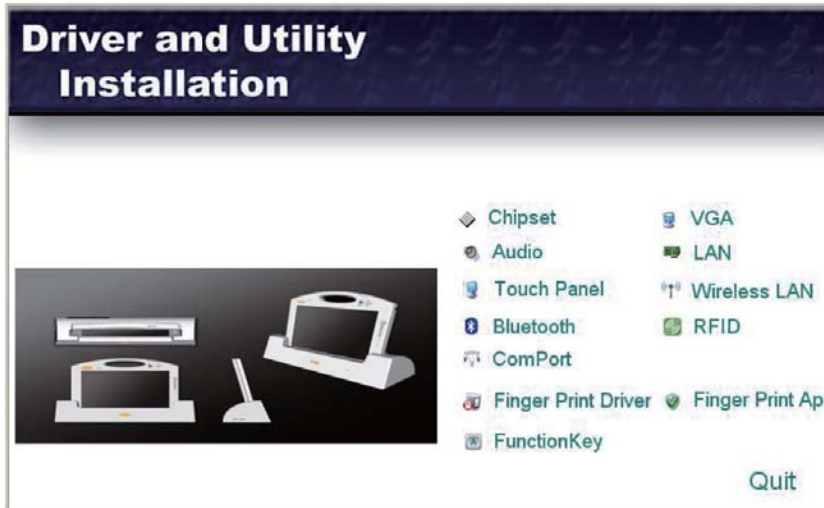 Driver and Utility
Installation
Chipset
VGA
Audio
LAN
Touch Panel
Wireless LAN
Bluetooth
RFID
ComPort
Finger Print Driver
Finger Print Ap
FunctionKey
Quit